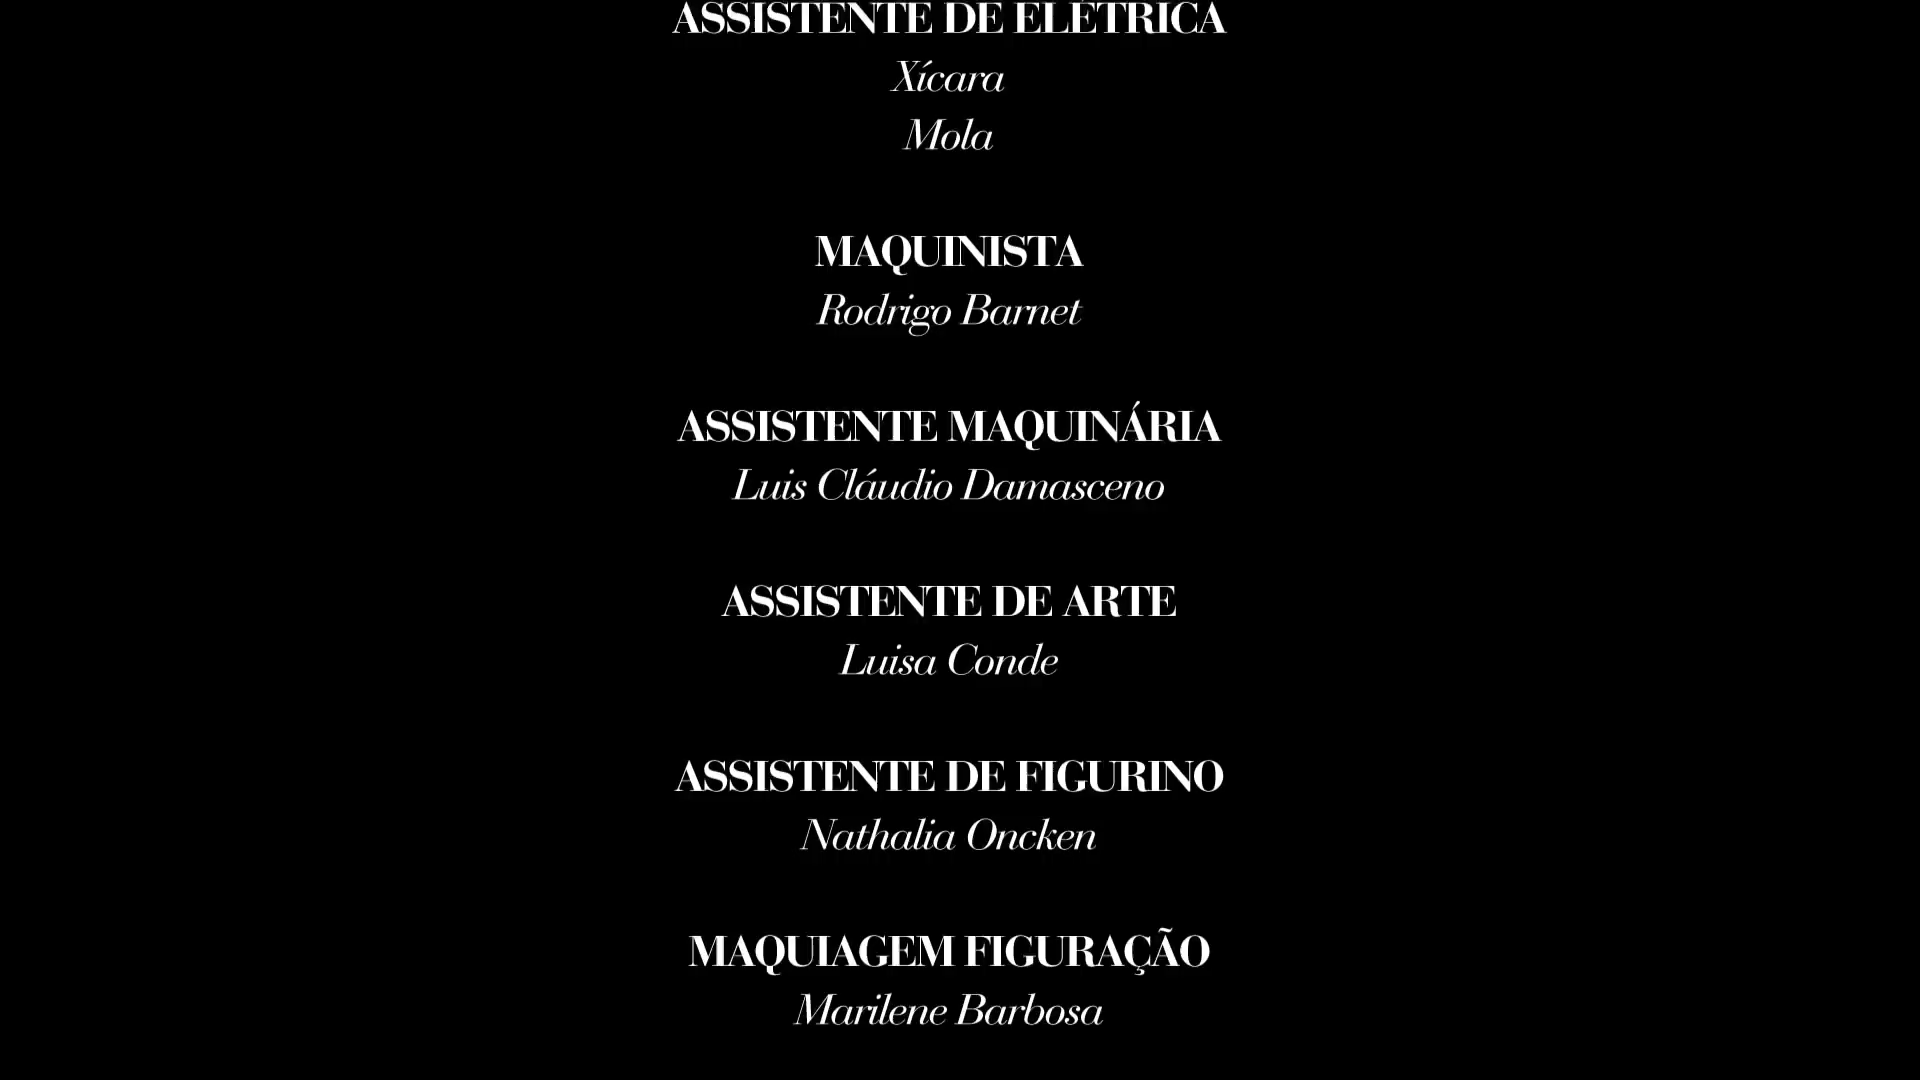 ASSISTENTE DE ELÉTRICA
Xícara
Mola
MAQUINISTA
Rodrigo Barnet
ASSISTENTE MAQUINÁRIA
Luis Cláudio Damasceno
ASSISTENTE DE ARTE
Luisa Conde
ASSISTENTE DE FIGURINO
Nathalia Oncken
MAQUIAGEM FIGURAÇÃO
Marilene Barbosa